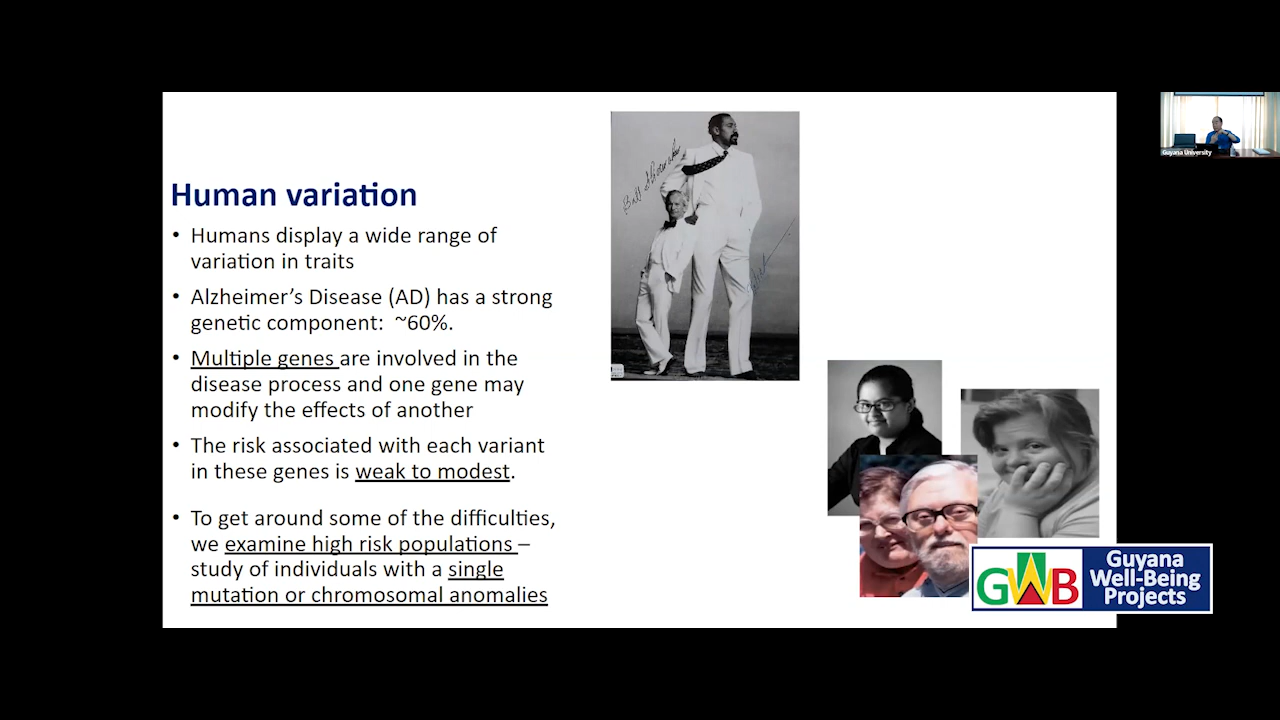 Human variation
• Humans display a wide range of
variation in traits
• Alzheimer's Disease (AD) has a strong
genetic component: ~60%.
• Multiple genes are involved in the
disease process and one gene may
modify the effects of another
• The risk associated with each variant
in these genes is weak to modest.
• To get around some of the difficulties,
we examine high risk populations –
study of individuals with a single
mutation or chromosomal anomalies
Guyana University
GWB
Guyana
Well-Being
Projects